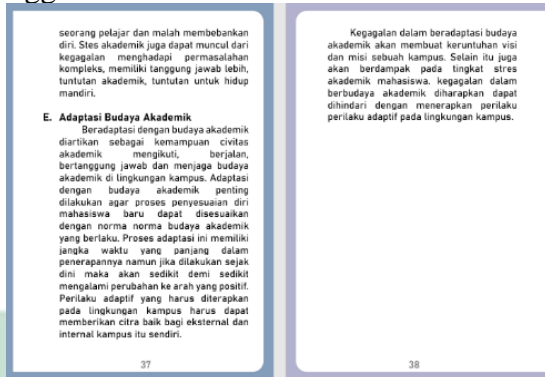 seorang pelajar dan malah membebankan
diri. Stes akademik juga dapat muncul dari
kegagalan menghadapi permasalahan
kompleks, memiliki tanggung jawab lebih,
tuntutan akademik, tuntutan untuk hidup
mandiri.
E. Adaptasi Budaya Akademik
Beradaptasi dengan budaya akademik
diartikan sebagai kemampuan civitas
akademik mengikuti, berjalan,
bertanggung jawab dan menjaga budaya
akademik di lingkungan kampus. Adaptasi
dengan budaya akademik penting
dilakukan agar proses penyesuaian diri
mahasiswa baru dapat disesuaikan
dengan norma norma budaya akademik
yang berlaku. Proses adaptasi ini memiliki
jangka waktu yang panjang dalam
penerapannya namun jika dilakukan sejak
dini maka akan sedikit demi sedikit
mengalami perubahan ke arah yang positif.
Perilaku adaptif yang harus diterapkan
pada lingkungan kampus harus dapat
memberikan citra baik bagi eksternal dan
internal kampus itu sendiri.
37
Kegagalan dalam beradaptasi budaya
akademik akan membuat keruntuhan visi
dan misi sebuah kampus. Selain itu juga
akan berdampak pada tingkat stres
akademik mahasiswa. kegagalan dalam
berbudaya akademik diharapkan dapat
dihindari dengan menerapkan perilaku
perilaku adaptif pada lingkungan kampus.
38